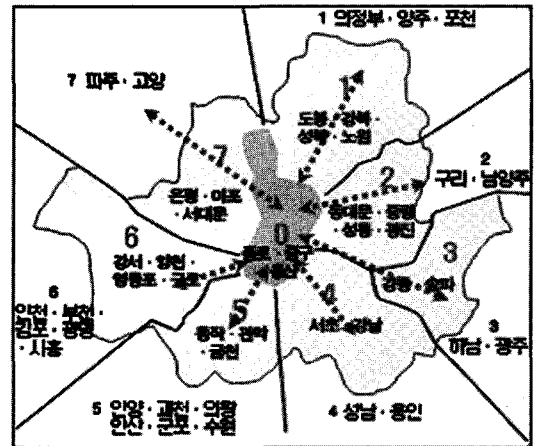 1 의정부·양주·포천
7 파주·고양
1
도봉·강북·
성북·노원
7
2
2
구리·남양주
은평·마포
·서대문
동대문·중랑
·성동·광진
6
0
3
강서·양천·
영등포·구로
종로·중구
·용산
강동·송파
6
인천·부천·
김포·광명
·시흥
5
4
동작·관악
·금천
서초·강남
3
하남·광주
5 안양·과천·의왕
안산·군포·수원
4 성남·용인